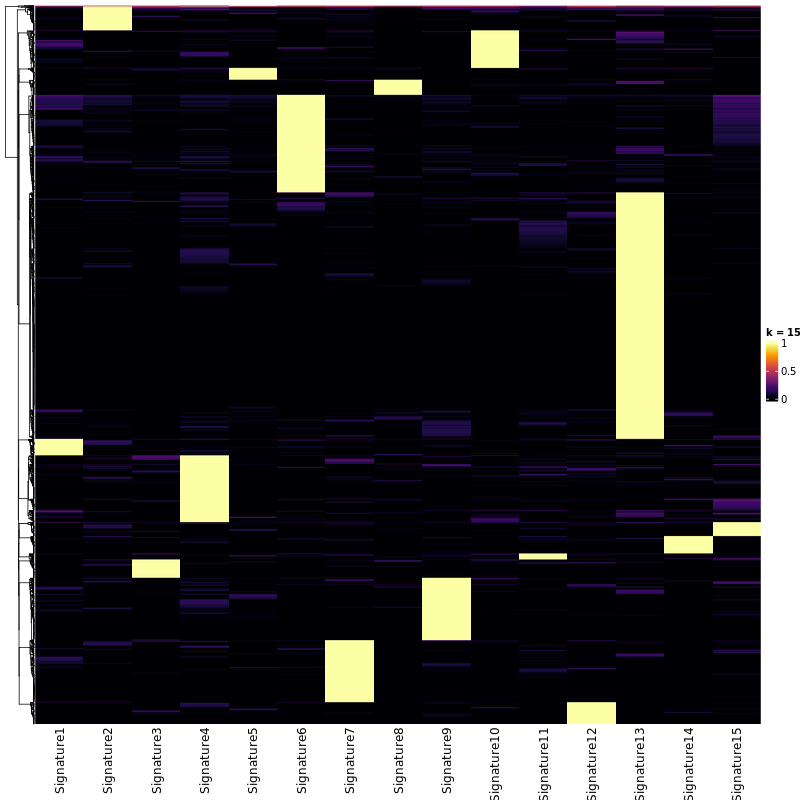 k = 15
1
0.5
0
Signature1
Signature2
Signature3
Signature4
Signature5
Signature6
Signature7
Signature8
Signature9
Signature10
Signature11
Signature12
Signature13
Signature14
Signature15